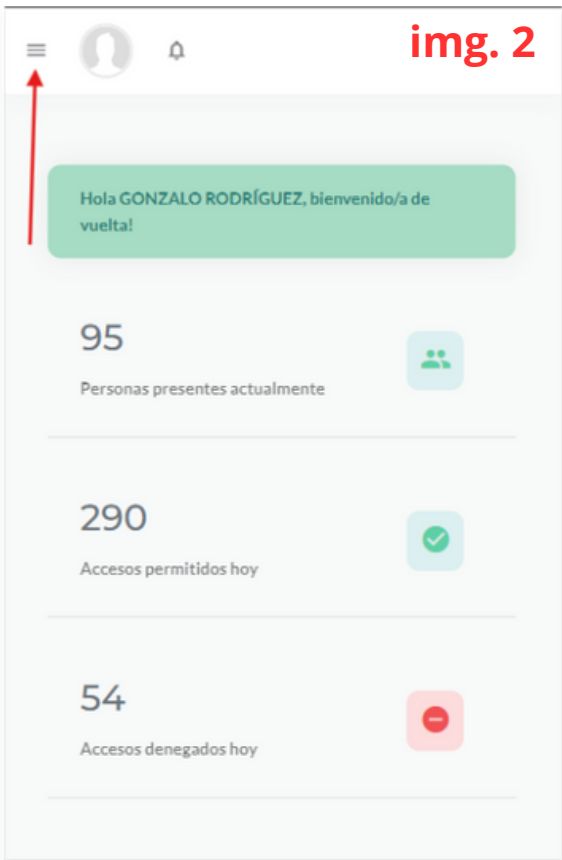 img. 2
Hola GONZALO RODRÍGUEZ, bienvenido/a de
vuelta!
95
Personas presentes actualmente
290
Accesos permitidos hoy
54
Accesos denegados hoy